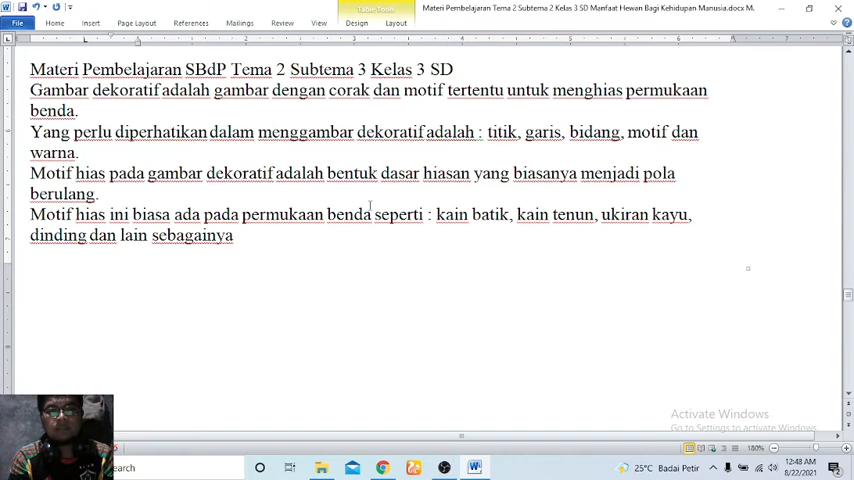 Table Tools
Materi Pembelajaran Tema 2 Subtema 2 Kelas 3 SD Manfaat Hewan Bagi Kehidupan Manusia.docx M...
File Home Insert Page Layout References Mailings Review View Design Layout
Materi Pembelajaran SBdP Tema 2 Subtema 3 Kelas 3 SD
Gambar dekoratif adalah gambar dengan corak dan motif tertentu untuk menghias permukaan
benda.
Yang perlu diperhatikan dalam menggambar dekoratif adalah : titik, garis, bidang, motif dan
warna.
Motif hias pada gambar dekoratif adalah bentuk dasar hiasan yang biasanya menjadi pola
berulang.
Motif hias ini biasa ada pada permukaan benda seperti : kain batik, kain tenun, ukiran kayu,
dinding dan lain sebagainya
Activate Windows
Go to Settings to activate Windows.
180%
search
25°C Badai Petir
12:48 AM
8/22/2021